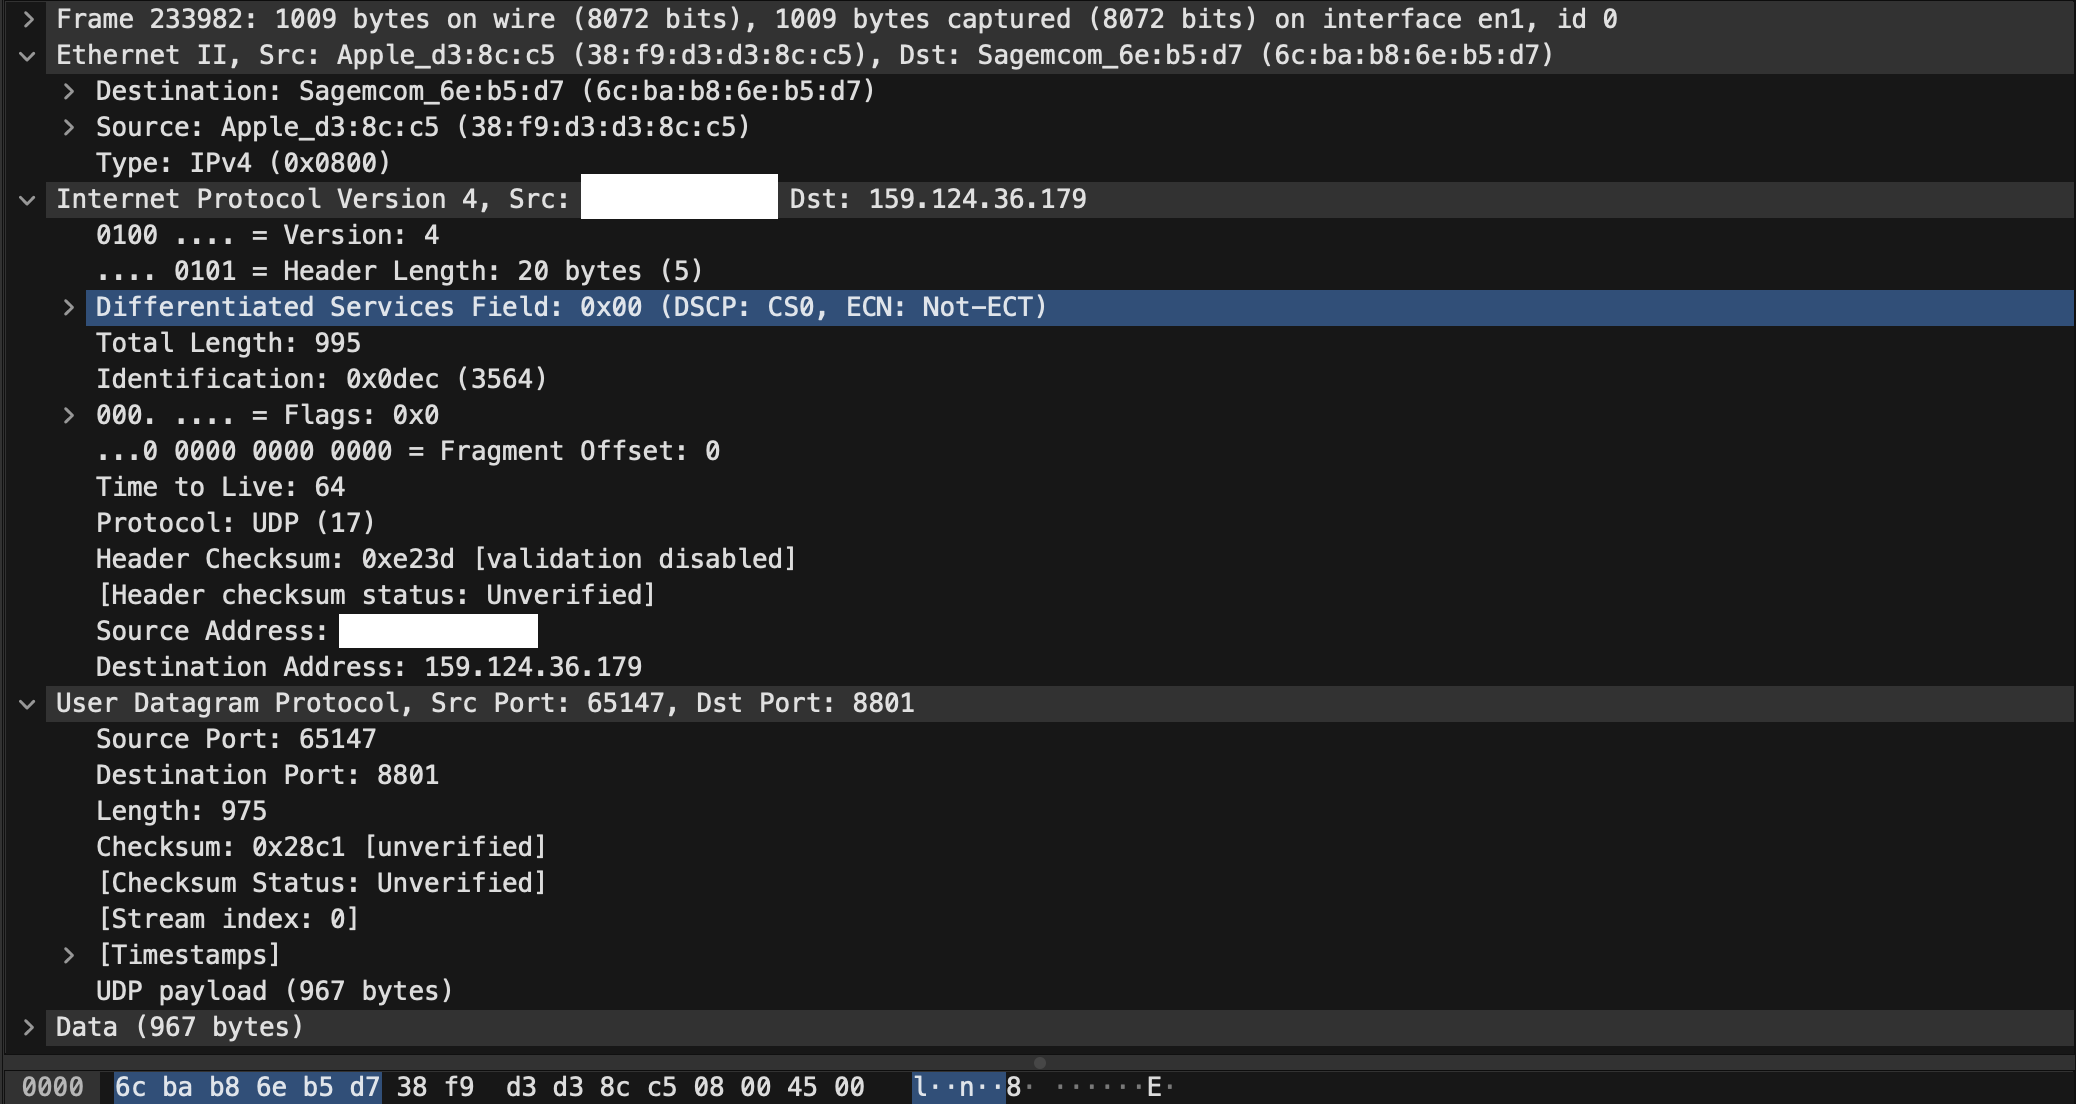 Frame 233982: 1009 bytes on wire (8072 bits), 1009 bytes captured (8072 bits) on interface en1, id 0
Ethernet II, Src: Apple_d3:8c:c5 (38:f9:d3:d3:8c:c5), Dst: Sagemcom_6e:b5:d7 (6c:ba:b8:6e:b5:d7)
Destination: Sagemcom_6e:b5:d7 (6c:ba:b8:6e:b5:d7)
Source: Apple_d3:8c:c5 (38:f9:d3:d3:8c:c5)
Type: IPv4 (0x0800)
Internet Protocol Version 4, Src: Dst: 159.124.36.179
0100 .... = Version: 4
.... 0101 = Header Length: 20 bytes (5)
Differentiated Services Field: 0x00 (DSCP: CS0, ECN: Not-ECT)
Total Length: 995
Identification: 0x0dec (3564)
000. .... = Flags: 0x0
...0 0000 0000 0000 = Fragment Offset: 0
Time to Live: 64
Protocol: UDP (17)
Header Checksum: 0xe23d [validation disabled]
[Header checksum status: Unverified]
Source Address:
Destination Address: 159.124.36.179
User Datagram Protocol, Src Port: 65147, Dst Port: 8801
Source Port: 65147
Destination Port: 8801
Length: 975
Checksum: 0x28c1 [unverified]
[Checksum Status: Unverified]
[Stream index: 0]
[Timestamps]
UDP payload (967 bytes)
Data (967 bytes)
0000 6c ba b8 6e b5 d7 38 f9 d3 d3 8c c5 08 00 45 00 l··n··8· ······E·